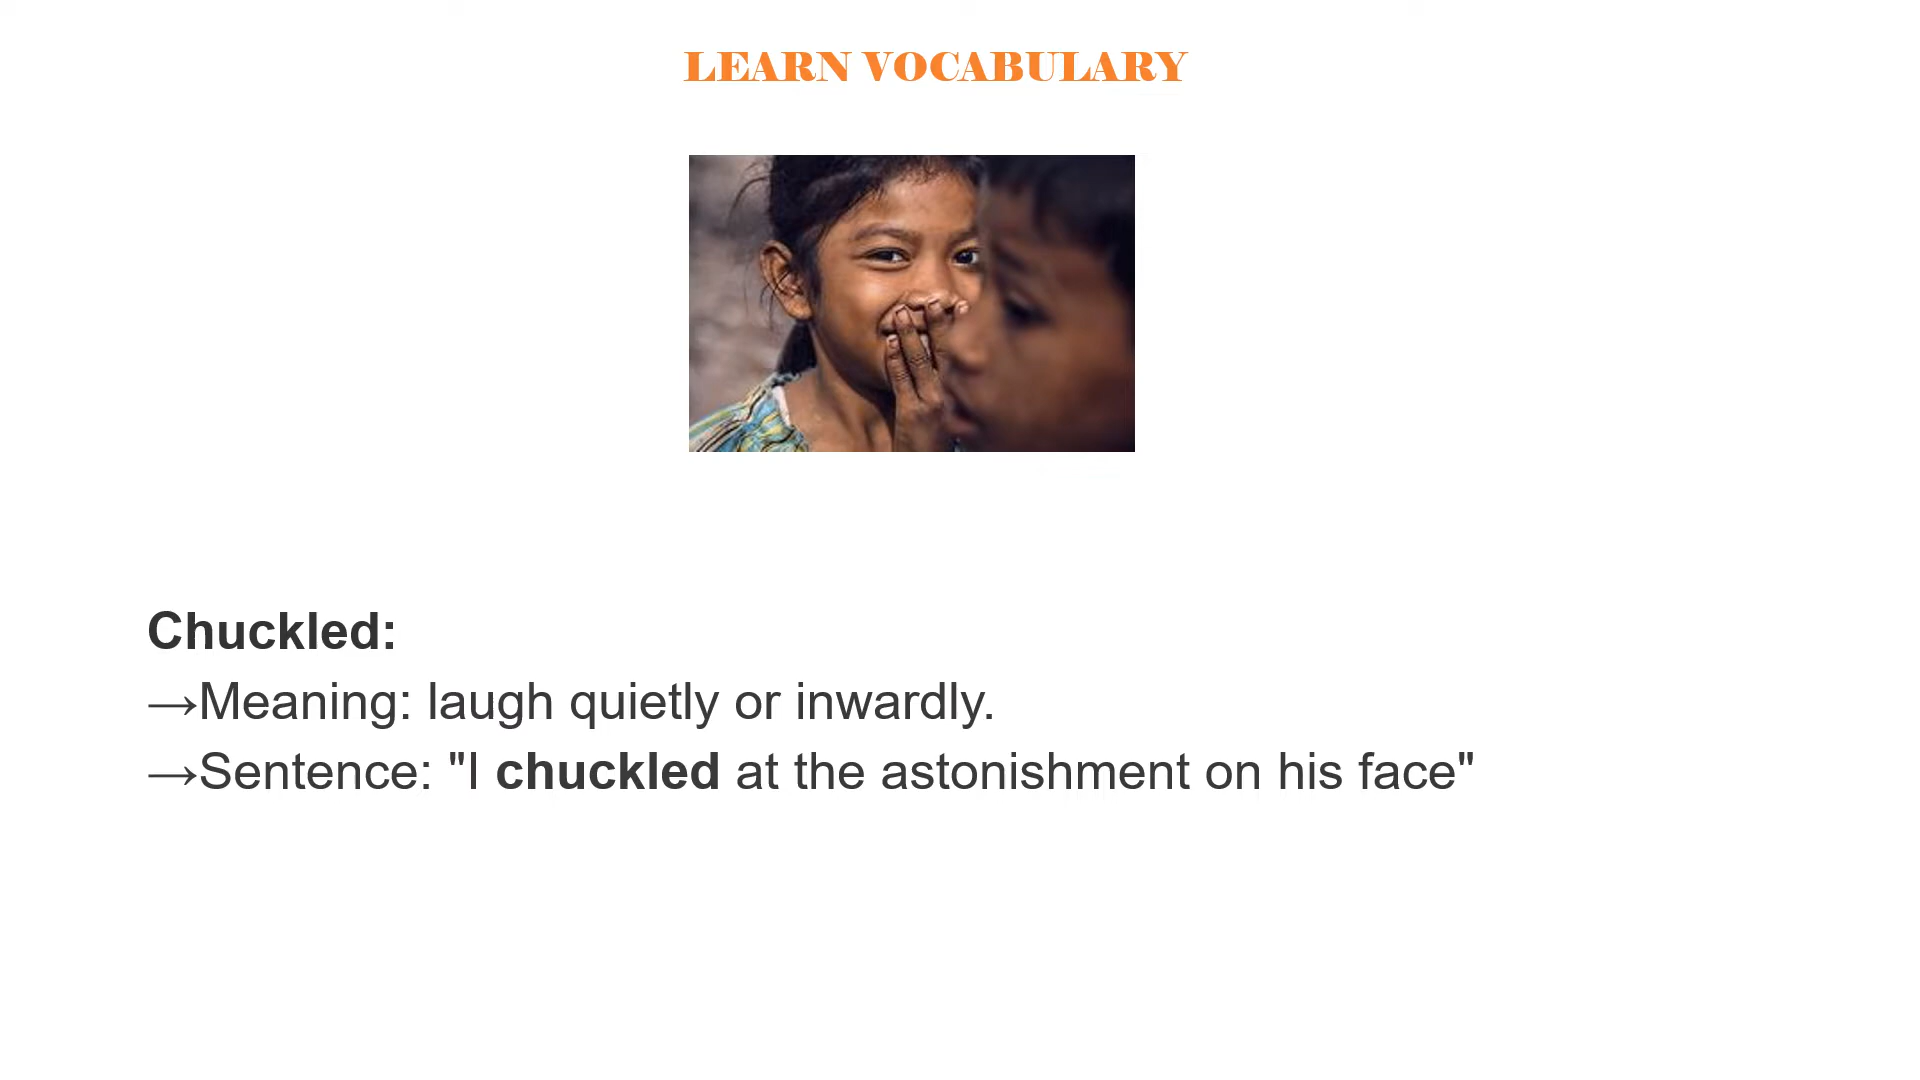 LEARN VOCABULARY
Chuckled:
→Meaning: laugh quietly or inwardly.
→Sentence: "I chuckled at the astonishment on his face"